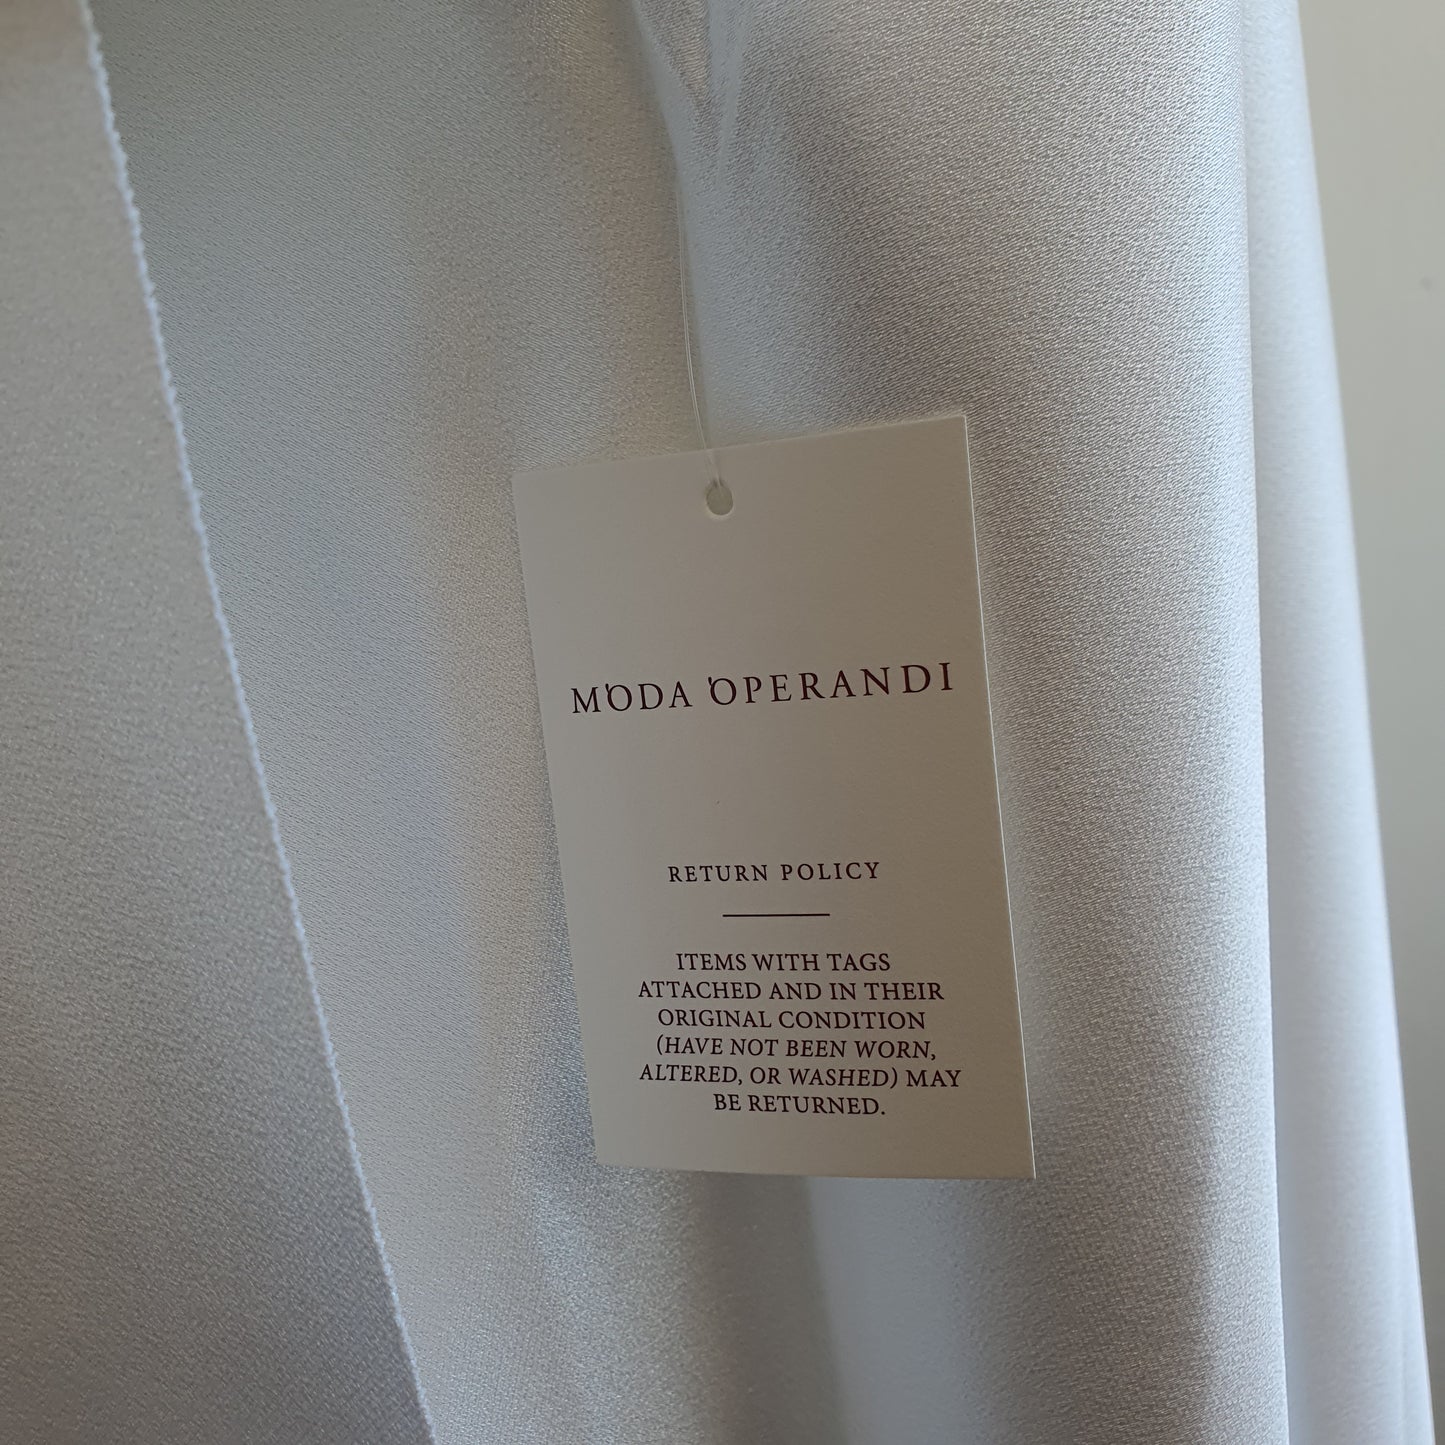 MODA OPERANDI
RETURN POLICY
ITEMS WITH TAGS
ATTACHED AND IN THEIR
ORIGINAL CONDITION
(HAVE NOT BEEN WORN,
ALTERED, OR WASHED) MAY
BE RETURNED.